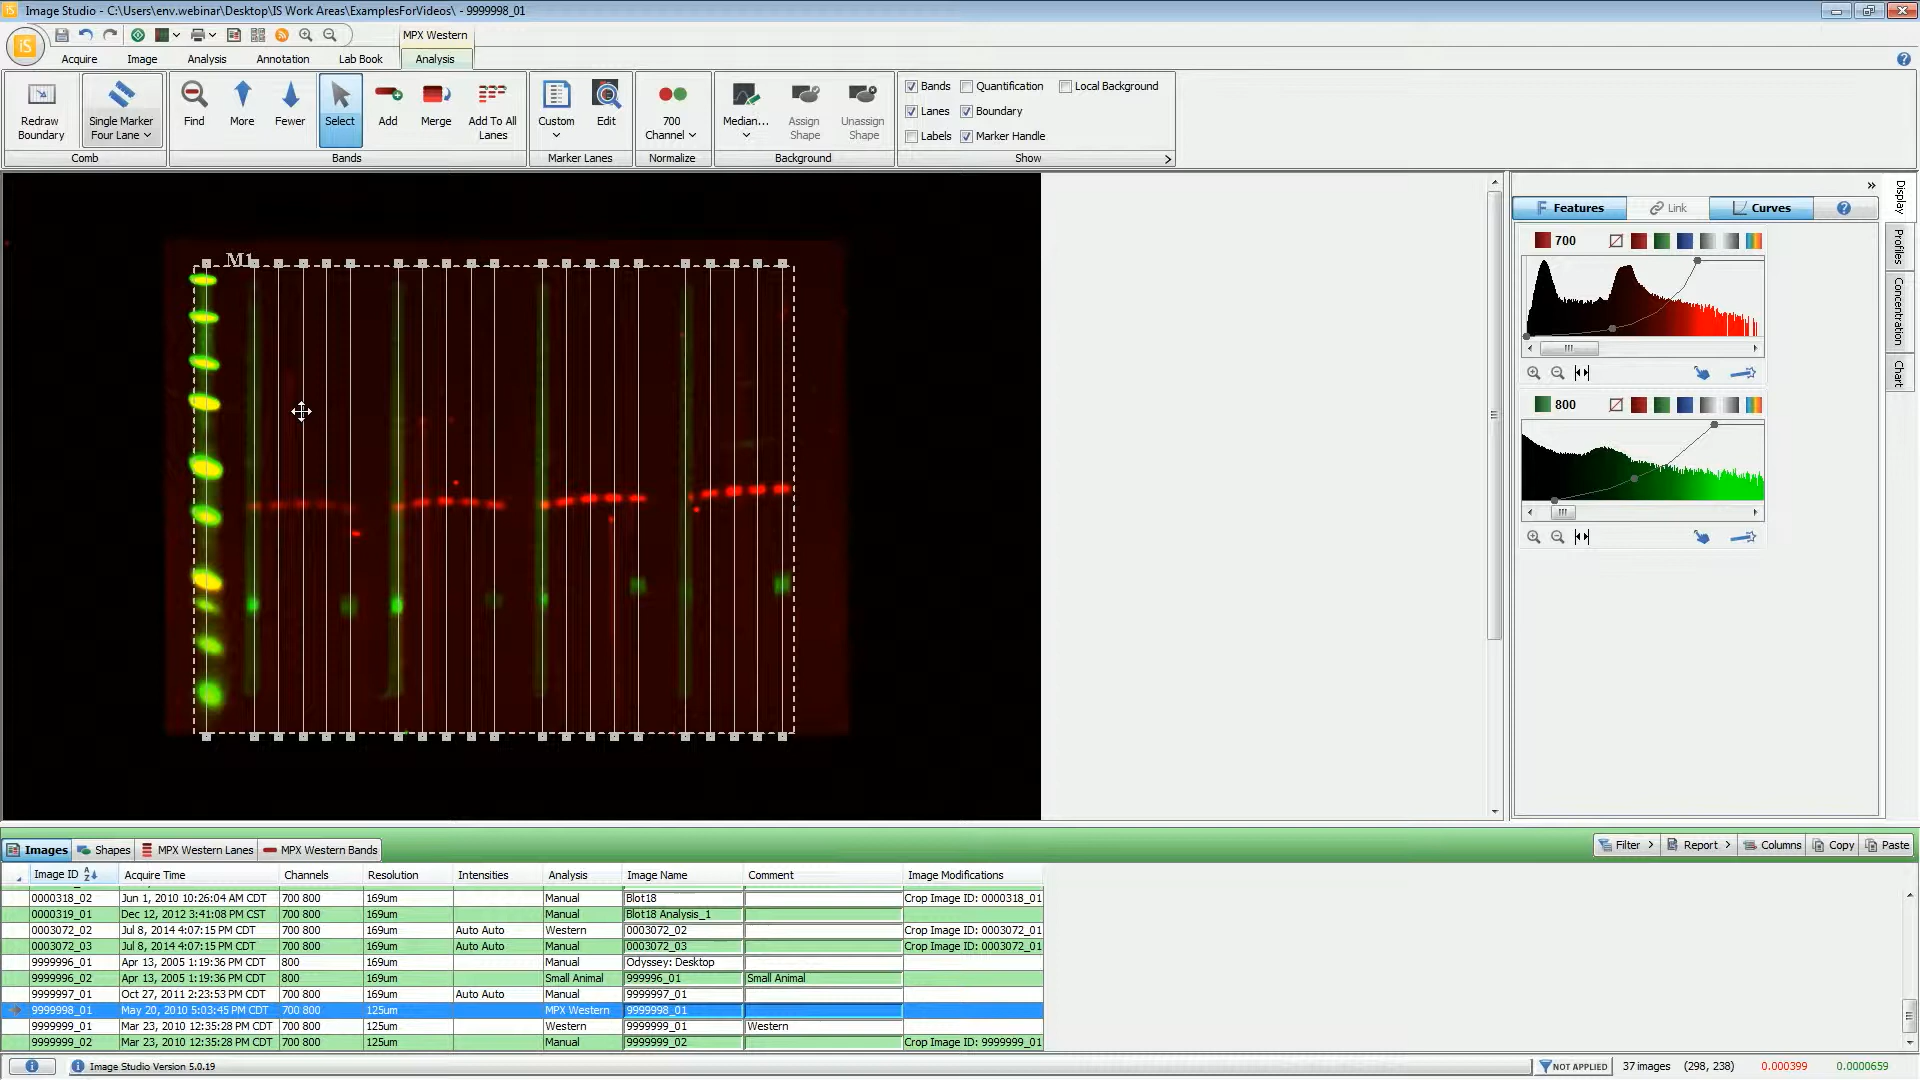 Image Studio - C:\Users\env.webinar\Desktop\IS Work Areas\ExamplesForVideos\ - 9999998_01
iS
MPX Western
Acquire Image Analysis Annotation Lab Book Analysis
Redraw Boundary
Single Marker Four Lane
Find
More
Fewer
Select
Add
Merge
Add To All Lanes
Custom
Edit
700 Channel
Median...
Assign Shape
Unassign Shape
Bands Quantification Local Background
Lanes Boundary
Labels Marker Handle
Comb Bands Marker Lanes Normalize Background Show
M1
Features Link Curves
700
800
Display
Profiles
Concentration
Chart
Images Shapes MPX Western Lanes MPX Western Bands Filter Report Columns Copy Paste
Image ID Acquire Time Channels Resolution Intensities Analysis Image Name Comment Image Modifications
0000318_02 Jun 1, 2010 10:26:04 AM CDT 700 800 169um Manual Blot18 Crop Image ID: 0000318_01
0000319_01 Dec 12, 2012 3:41:08 PM CST 700 800 169um Manual Blot18 Analysis_1
0003072_02 Jul 8, 2014 4:07:15 PM CDT 700 800 169um Auto Auto Western 0003072_02 Crop Image ID: 0003072_01
0003072_03 Jul 8, 2014 4:07:15 PM CDT 700 800 169um Auto Auto Manual 0003072_03 Crop Image ID: 0003072_01
9999996_01 Apr 13, 2005 1:19:36 PM CDT 800 169um Manual Odyssey: Desktop
9999996_02 Apr 13, 2005 1:19:36 PM CDT 800 169um Small Animal 999996_01 Small Animal
9999997_01 Oct 27, 2011 2:23:53 PM CDT 700 800 169um Auto Auto Manual 9999997_01
9999998_01 May 20, 2010 5:03:45 PM CDT 700 800 125um MPX Western 9999998_01
9999999_01 Mar 23, 2010 12:35:28 PM CDT 700 800 125um Western 9999999_01 Western
9999999_02 Mar 23, 2010 12:35:28 PM CDT 700 800 125um Manual 9999999_02 Crop Image ID: 9999999_01
Image Studio Version 5.0.19 NOT APPLIED 37 images (298, 238) 0.000399 0.0000659